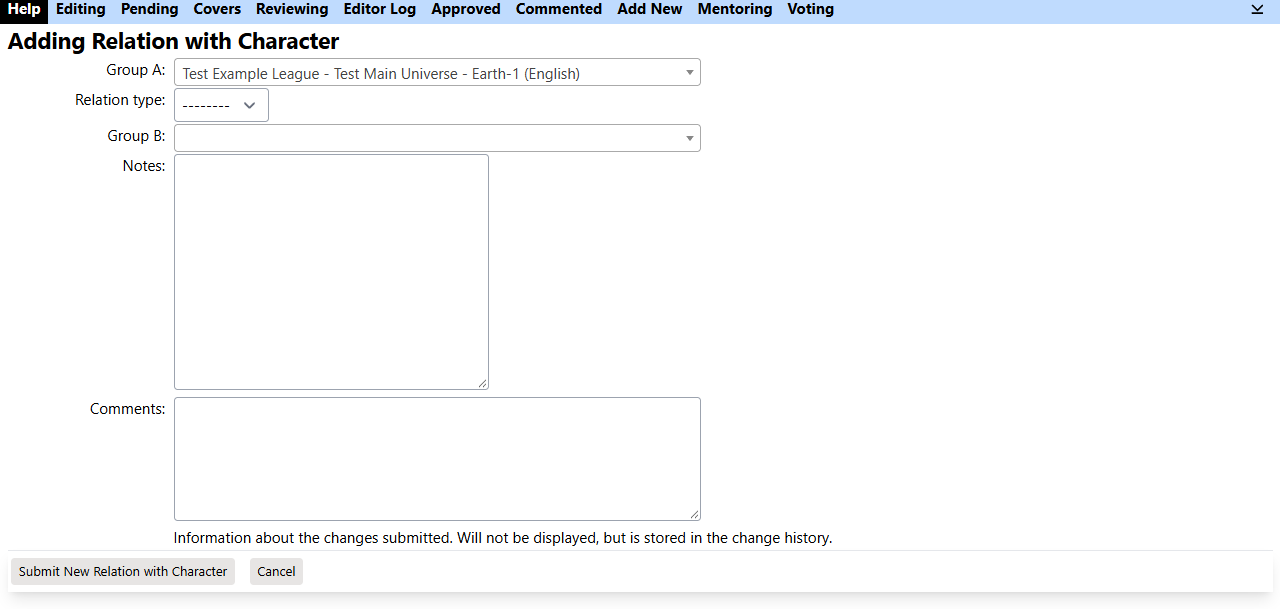 Help Editing Pending Covers Reviewing Editor Log Approved Commented Add New Mentoring Voting
Adding Relation with Character
Group A: Test Example League - Test Main Universe - Earth-1 (English)
Relation type: --------
Group B:
Notes:
Comments:
Information about the changes submitted. Will not be displayed, but is stored in the change history.
Submit New Relation with Character Cancel